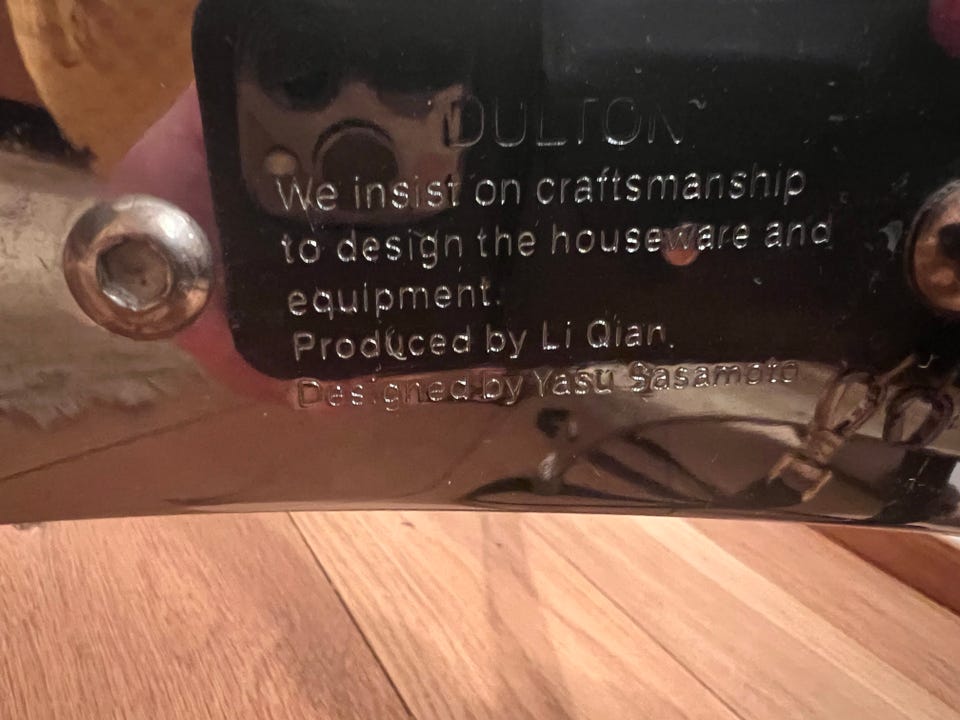 DULTON
We insist on craftsmanship
to design the houseware and
equipment.
Produced by Li Qian.
Designed by Yasu Sasamoto